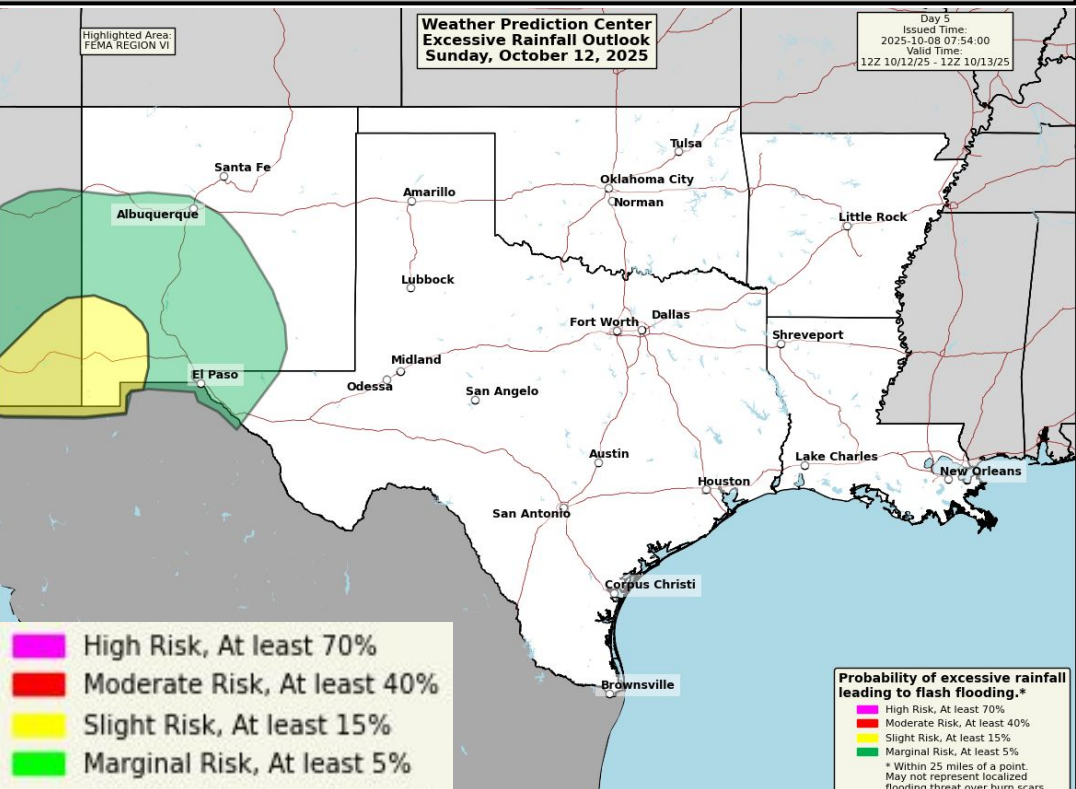 Highlighted Area:
FEMA REGION VI
Weather Prediction Center
Excessive Rainfall Outlook
Sunday, October 12, 2025
Day 5
Issued Time:
2025-10-08 07:54:00
Valid Time:
12Z 10/12/25 - 12Z 10/13/25
Santa Fe
Albuquerque
Amarillo
Tulsa
Oklahoma City
Norman
Little Rock
Lubbock
Fort Worth
Dallas
Shreveport
El Paso
Midland
Odessa
San Angelo
Austin
Lake Charles
New Orleans
Houston
San Antonio
Corpus Christi
Brownsville
High Risk, At least 70%
Moderate Risk, At least 40%
Slight Risk, At least 15%
Marginal Risk, At least 5%
Probability of excessive rainfall
leading to flash flooding.*
High Risk, At least 70%
Moderate Risk, At least 40%
Slight Risk, At least 15%
Marginal Risk, At least 5%
* Within 25 miles of a point.
May not represent localized
flooding threat over burn scars